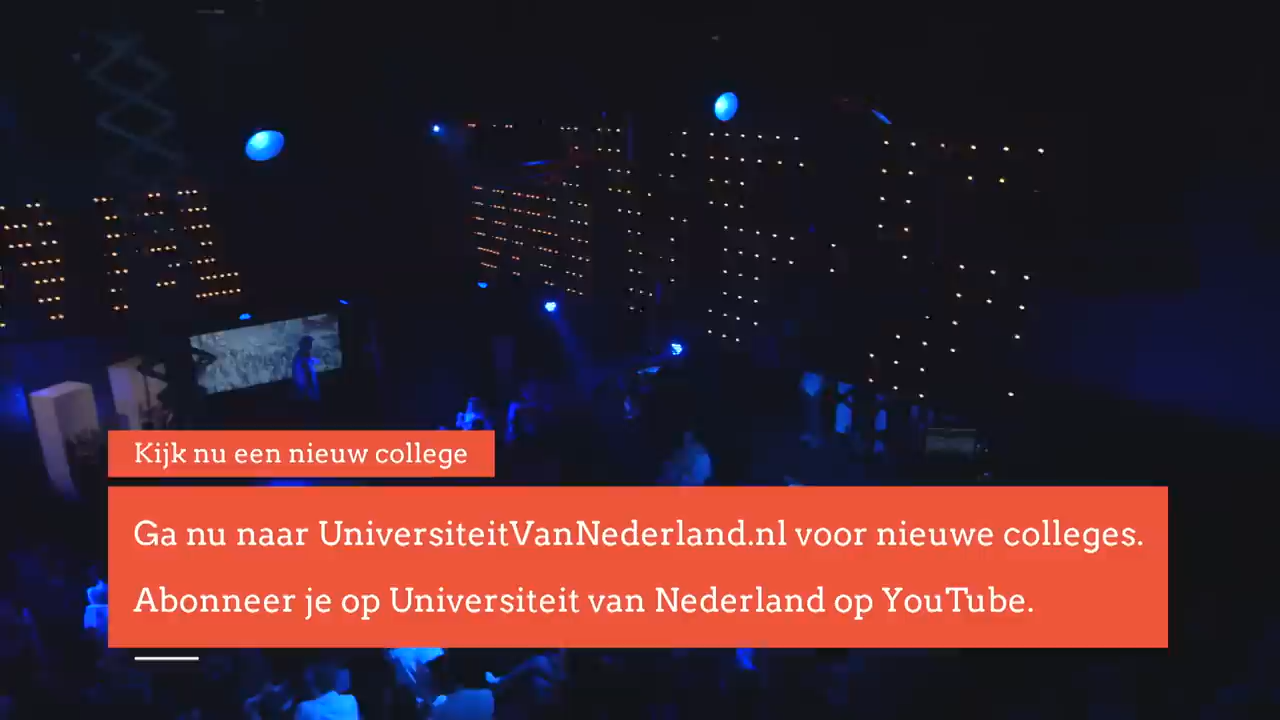 Kijk nu een nieuw college
Ga nu naar UniversiteitVanNederland.nl voor nieuwe colleges.
Abonneer je op Universiteit van Nederland op YouTube.